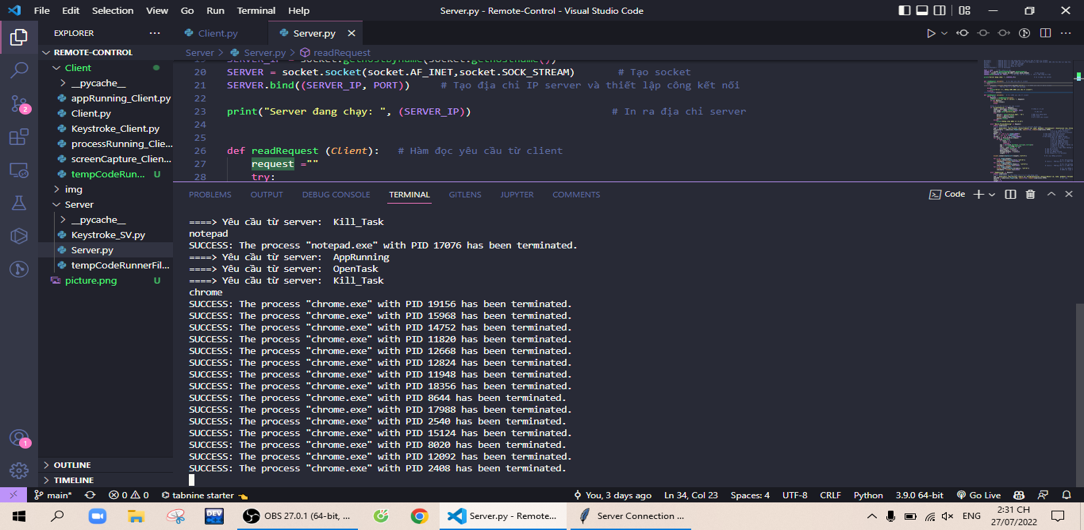 File Edit Selection View Go Run Terminal Help
Server.py - Remote-Control - Visual Studio Code
EXPLORER
Client.py
Server.py
REMOTE-CONTROL
Server > Server.py > readRequest
Client
__pycache__
appRunning_Client.py
Client.py
Keystroke_Client.py
processRunning_Clie...
screenCapture_Clien...
tempCodeRun... U
img
Server
__pycache__
Keystroke_SV.py
Server.py
tempCodeRunnerFil...
picture.png U
OUTLINE
TIMELINE
20 SERVER = socket.socket(socket.AF_INET,socket.SOCK_STREAM) # Tạo socket
21 SERVER.bind((SERVER_IP, PORT)) # Tạo địa chỉ IP server và thiết lập cổng kết nối
22
23 print("Server đang chạy: ", (SERVER_IP)) # In ra địa chỉ server
24
25
26 def readRequest (Client): # Hàm đọc yêu cầu từ client
27 request =""
28 try:
PROBLEMS OUTPUT DEBUG CONSOLE TERMINAL GITLENS JUPYTER COMMENTS
Code
====> Yêu cầu từ server: Kill_Task
notepad
SUCCESS: The process "notepad.exe" with PID 17076 has been terminated.
====> Yêu cầu từ server: AppRunning
====> Yêu cầu từ server: OpenTask
====> Yêu cầu từ server: Kill_Task
chrome
SUCCESS: The process "chrome.exe" with PID 19156 has been terminated.
SUCCESS: The process "chrome.exe" with PID 15968 has been terminated.
SUCCESS: The process "chrome.exe" with PID 14752 has been terminated.
SUCCESS: The process "chrome.exe" with PID 11820 has been terminated.
SUCCESS: The process "chrome.exe" with PID 12668 has been terminated.
SUCCESS: The process "chrome.exe" with PID 12824 has been terminated.
SUCCESS: The process "chrome.exe" with PID 11948 has been terminated.
SUCCESS: The process "chrome.exe" with PID 18356 has been terminated.
SUCCESS: The process "chrome.exe" with PID 8644 has been terminated.
SUCCESS: The process "chrome.exe" with PID 17988 has been terminated.
SUCCESS: The process "chrome.exe" with PID 2540 has been terminated.
SUCCESS: The process "chrome.exe" with PID 15124 has been terminated.
SUCCESS: The process "chrome.exe" with PID 8020 has been terminated.
SUCCESS: The process "chrome.exe" with PID 12092 has been terminated.
SUCCESS: The process "chrome.exe" with PID 2408 has been terminated.
2
1
main* 0 0 tabnine starter You, 3 days ago Ln 34, Col 23 Spaces: 4 UTF-8 CRLF Python 3.9.0 64-bit Go Live
DEV
OBS 27.0.1 (64-bit, ...
Server.py - Remote...
Server Connection ...
ENG
2:31 CH
27/07/2022